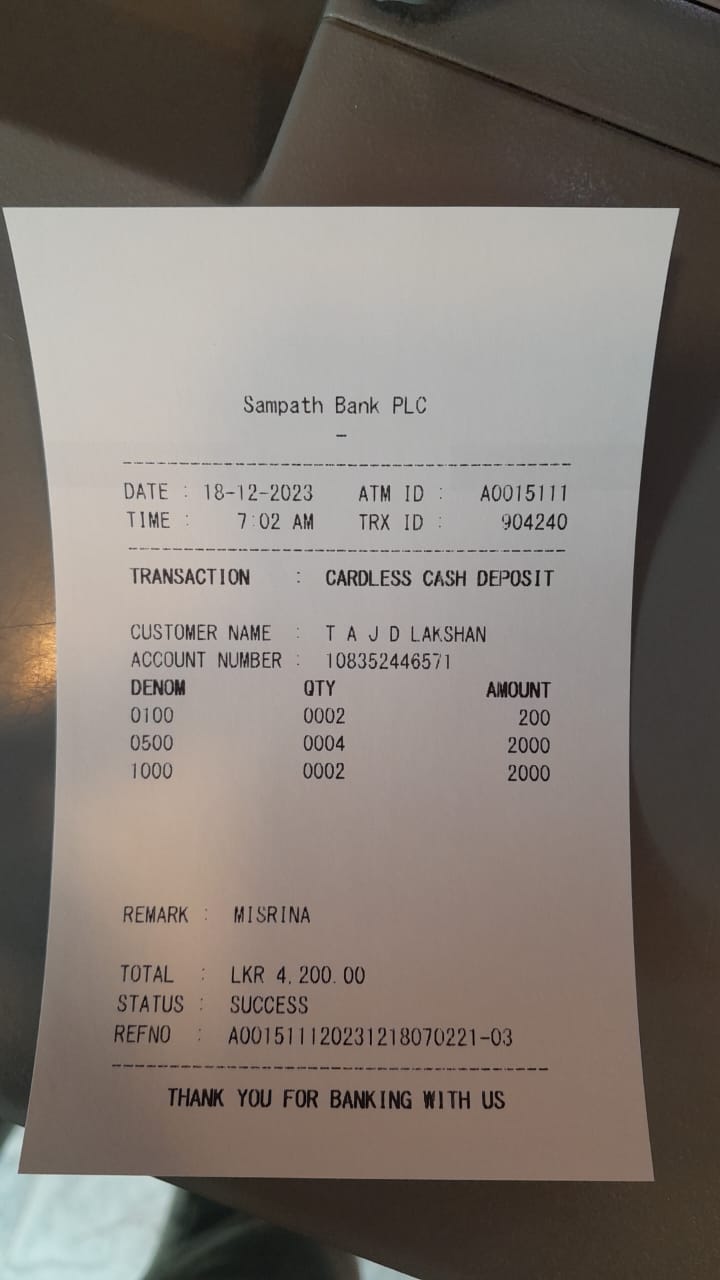 Sampath Bank PLC
-
DATE : 18-12-2023 ATM ID : A0015111
TIME : 7:02 AM TRX ID : 904240
TRANSACTION : CARDLESS CASH DEPOSIT
CUSTOMER NAME : T A J D LAKSHAN
ACCOUNT NUMBER : 108352446571
DENOM QTY AMOUNT
0100 0002 200
0500 0004 2000
1000 0002 2000
REMARK : MISRINA
TOTAL : LKR 4,200.00
STATUS : SUCCESS
REFNO : A001511120231218070221-03
THANK YOU FOR BANKING WITH US